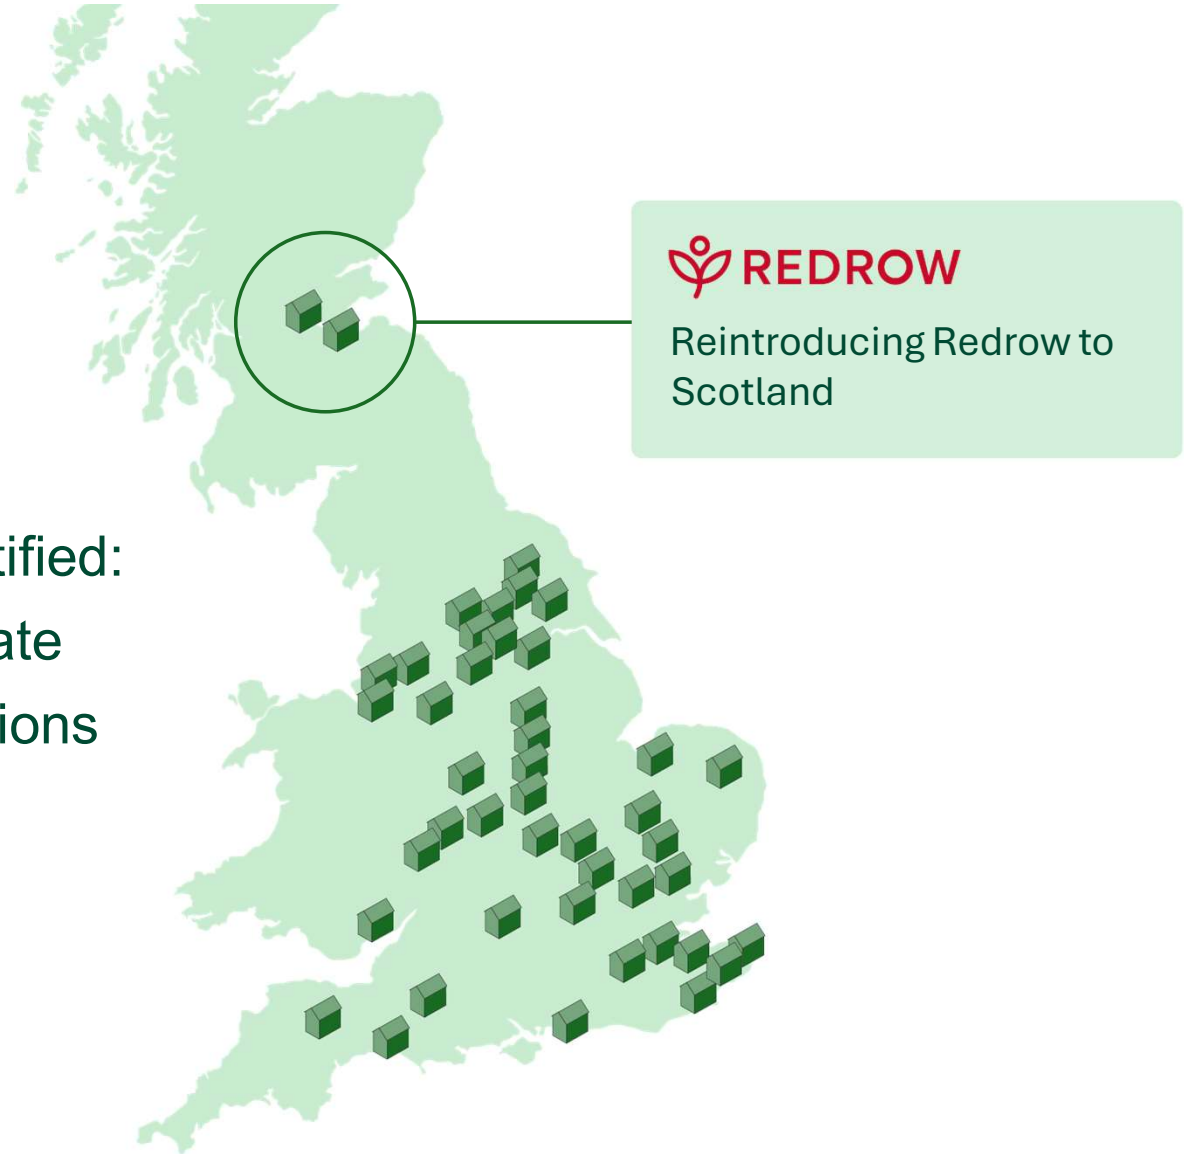 REDROW
Reintroducing Redrow to
Scotland
tified:
ate
ions